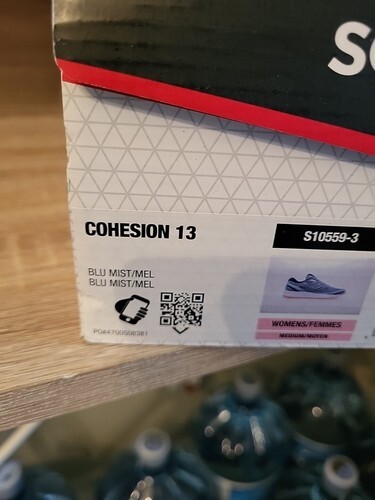 COHESION 13
S10559-3
BLU MIST/MEL
BLU MIST/MEL
WOMENS/FEMMES
MEDIUM/MOYEN